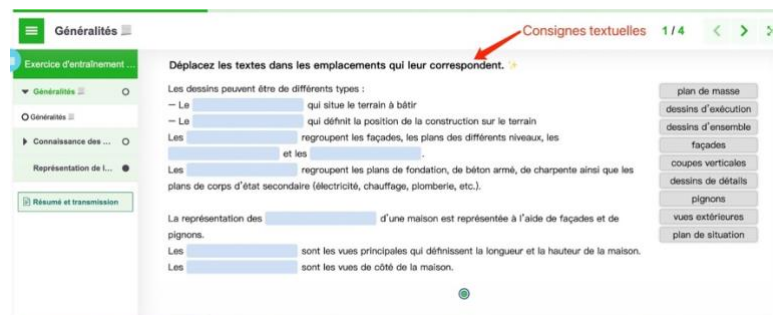 Généralités
Consignes textuelles
1 / 4
Exercice d'entraînement ...
Généralités
Généralités
Connaissance des ...
Représentation de l...
Résumé et transmission
Déplacez les textes dans les emplacements qui leur correspondent.
Les dessins peuvent être de différents types :
– Le qui situe le terrain à bâtir
– Le qui définit la position de la construction sur le terrain
Les regroupent les façades, les plans des différents niveaux, les
et les .
Les regroupent les plans de fondation, de béton armé, de charpente ainsi que les
plans de corps d'état secondaire (électricité, chauffage, plomberie, etc.).
La représentation des d'une maison est représentée à l'aide de façades et de
pignons.
Les sont les vues principales qui définissent la longueur et la hauteur de la maison.
Les sont les vues de côté de la maison.
plan de masse
dessins d'exécution
dessins d'ensemble
façades
coupes verticales
dessins de détails
pignons
vues extérieures
plan de situation